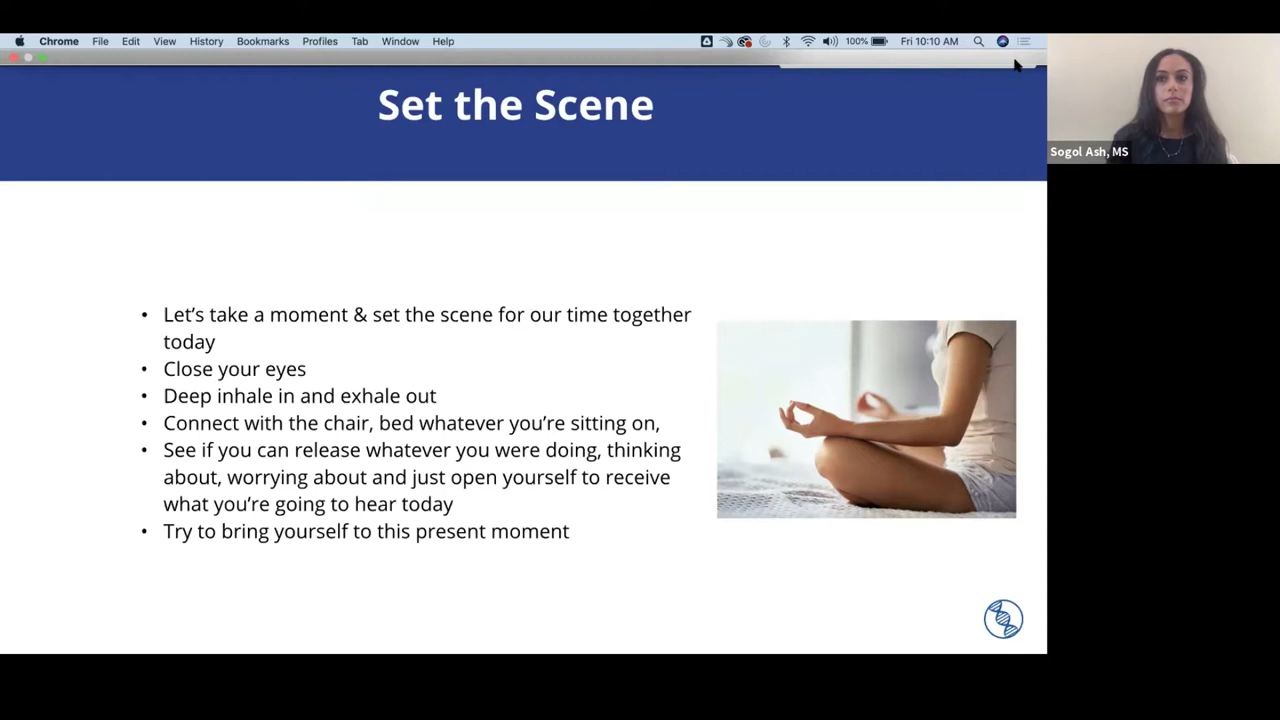 Chrome File Edit View History Bookmarks Profiles Tab Window Help 100% Fri 10:10 AM
Set the Scene
Sogol Ash, MS
• Let’s take a moment & set the scene for our time together
today
• Close your eyes
• Deep inhale in and exhale out
• Connect with the chair, bed whatever you’re sitting on,
• See if you can release whatever you were doing, thinking
about, worrying about and just open yourself to receive
what you’re going to hear today
• Try to bring yourself to this present moment